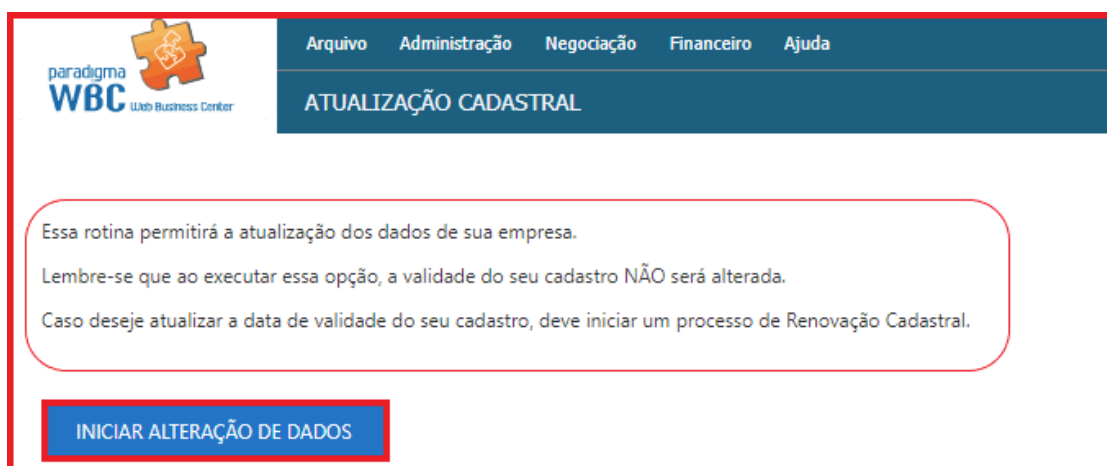 paradigma
WBC Web Business Center
Arquivo Administração Negociação Financeiro Ajuda
ATUALIZAÇÃO CADASTRAL
Essa rotina permitirá a atualização dos dados de sua empresa.
Lembre-se que ao executar essa opção, a validade do seu cadastro NÃO será alterada.
Caso deseje atualizar a data de validade do seu cadastro, deve iniciar um processo de Renovação Cadastral.
INICIAR ALTERAÇÃO DE DADOS